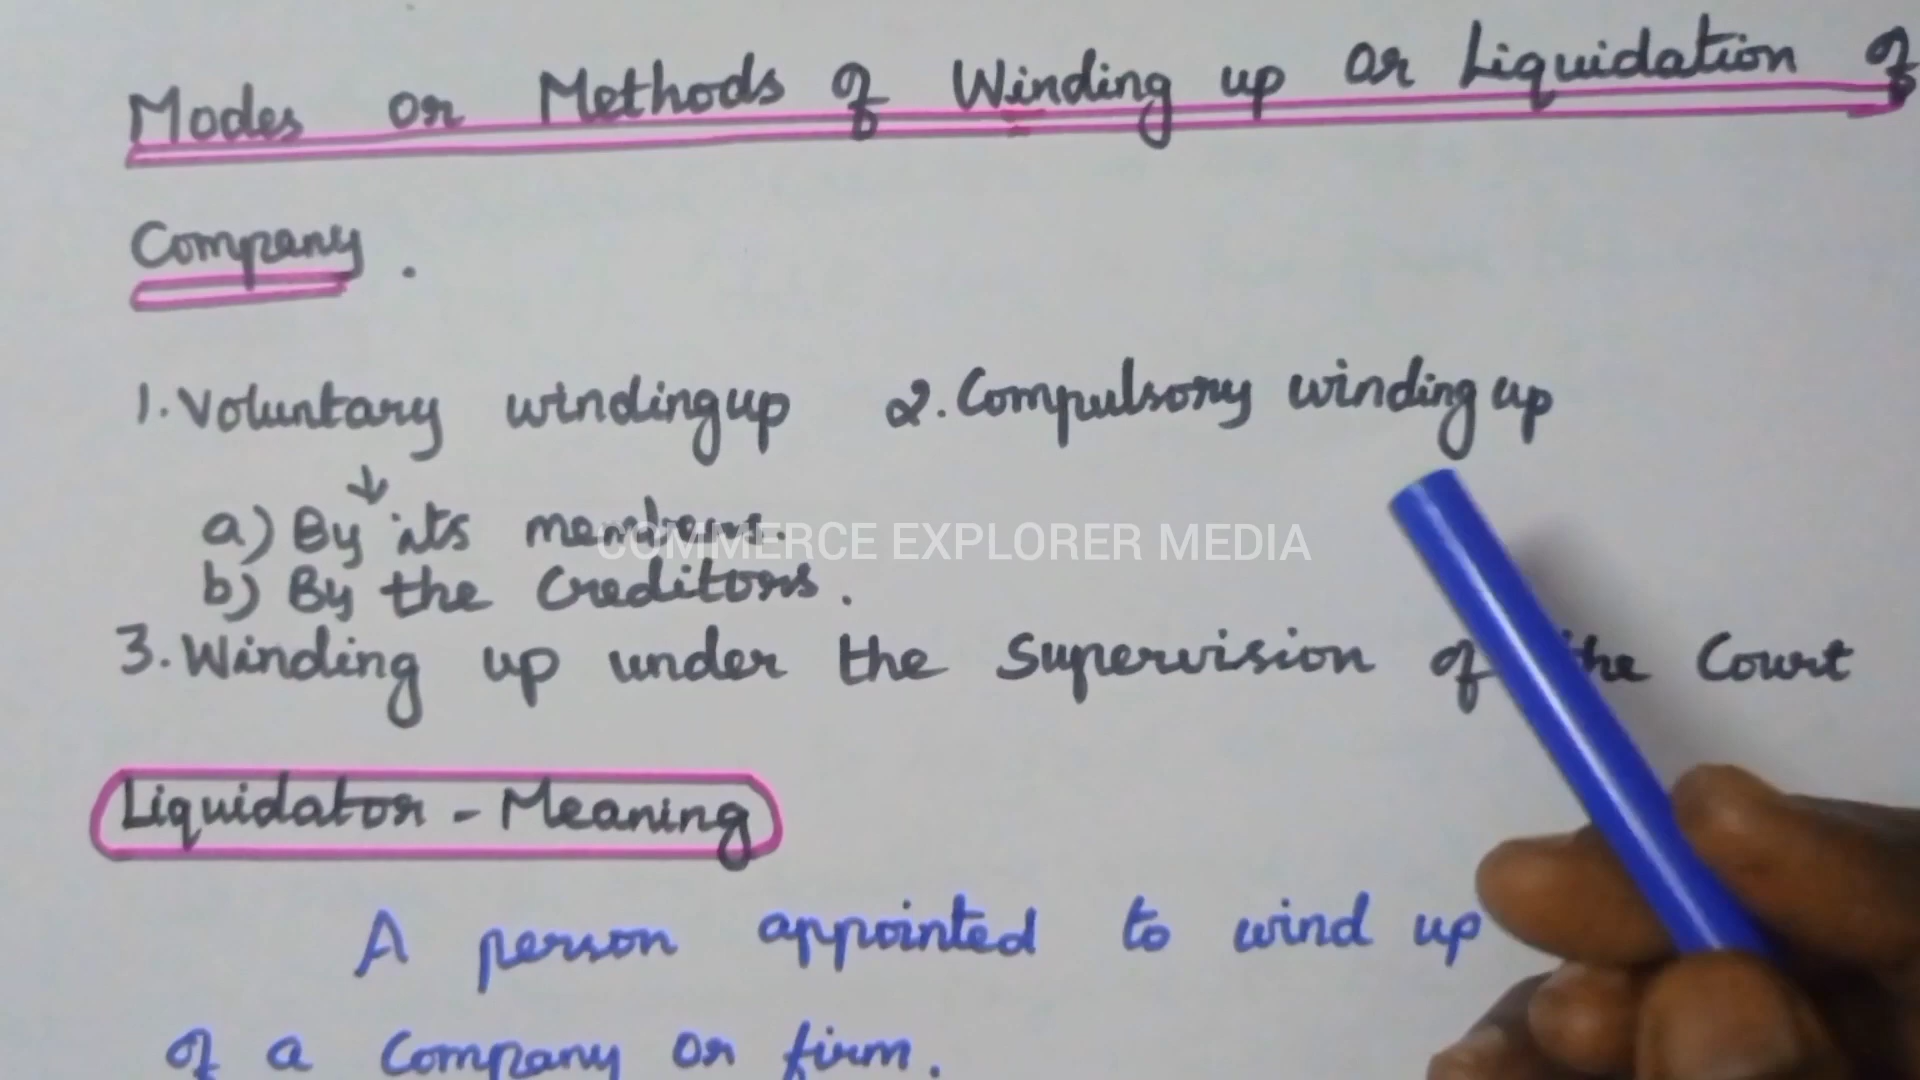 Modes or Methods of Winding up or Liquidation of
Company.
1. Voluntary windingup 2. Compulsory winding up
↓
a) By its members.
COMMERCE EXPLORER MEDIA
b) By the Creditors.
3. Winding up under the Supervision of the Court
Liquidator - Meaning
A person appointed to wind up
of a Company or firm.